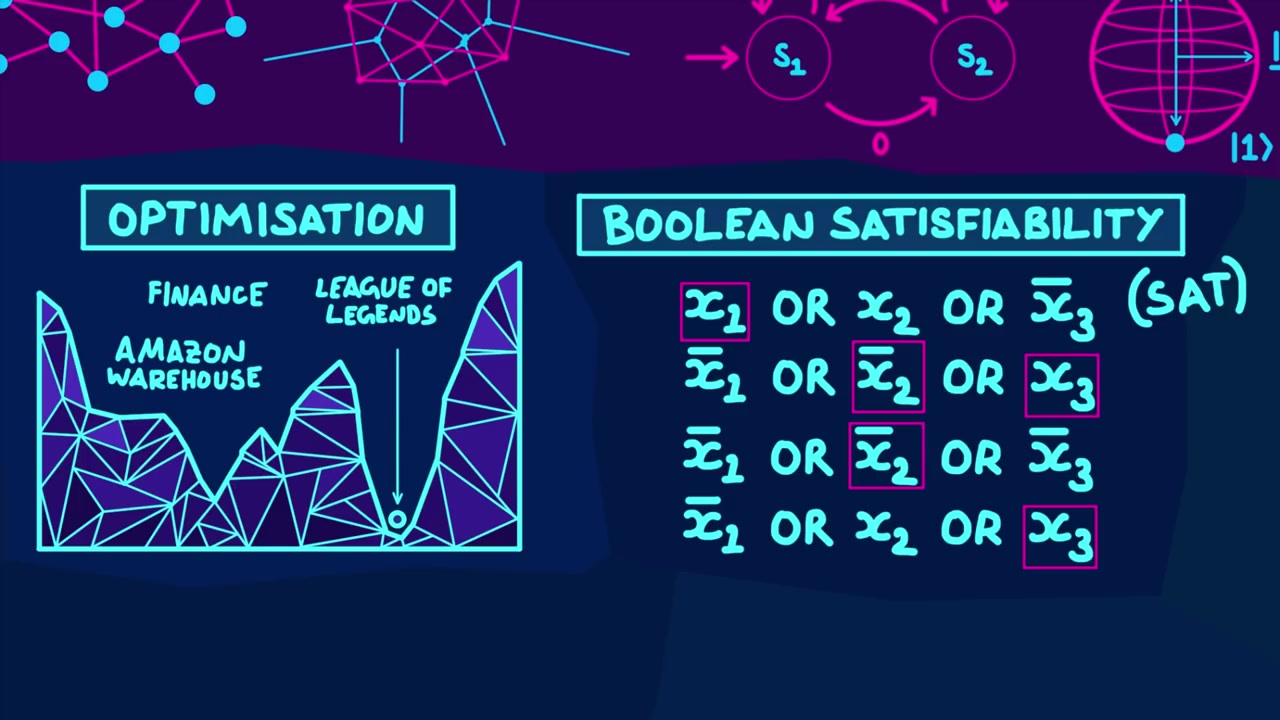 S₁
S₂
0
|1⟩
OPTIMISATION
FINANCE
LEAGUE OF
LEGENDS
AMAZON
WAREHOUSE
BOOLEAN SATISFIABILITY
(SAT)
x₁ OR x₂ OR x̅₃
x̅₁ OR x̅₂ OR x₃
x̅₁ OR x̅₂ OR x̅₃
x̅₁ OR x₂ OR x₃